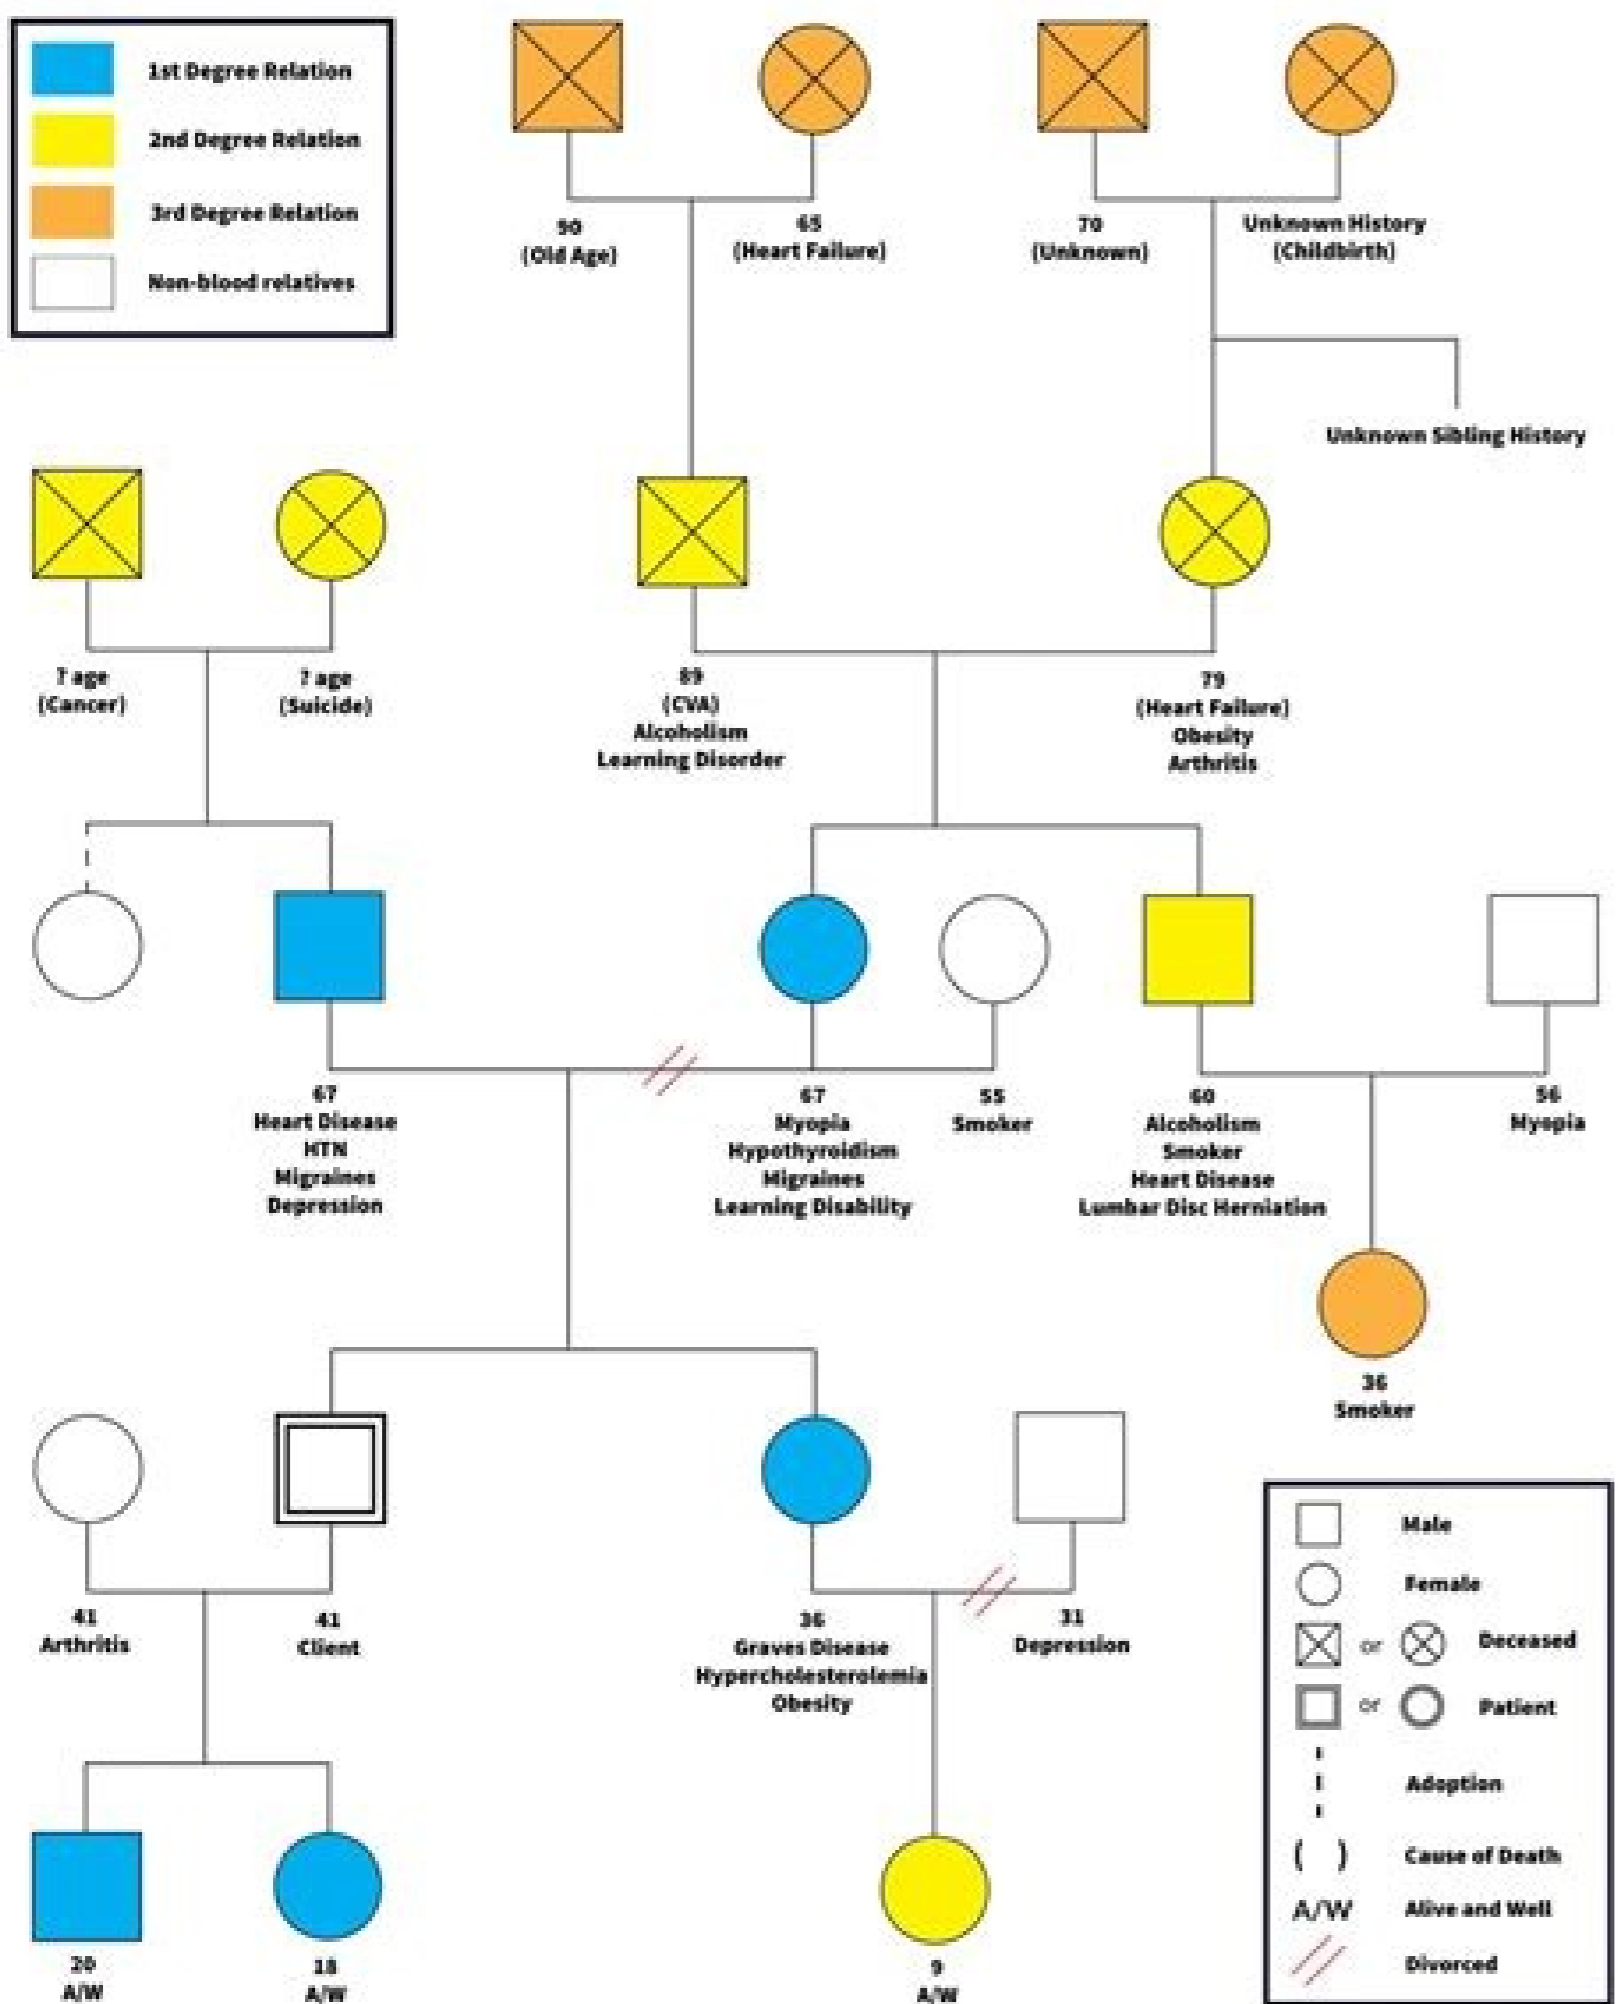 1st Degree Relation
2nd Degree Relation
3rd Degree Relation
Non-blood relatives
90
(Old Age)
65
(Heart Failure)
70
(Unknown)
Unknown History
(Childbirth)
Unknown Sibling History
? age
(Cancer)
? age
(Suicide)
89
(CVA)
Alcoholism
Learning Disorder
79
(Heart Failure)
Obesity
Arthritis
67
Heart Disease
HTN
Migraines
Depression
67
Myopia
Hypothyroidism
Migraines
Learning Disability
55
Smoker
60
Alcoholism
Smoker
Heart Disease
Lumbar Disc Herniation
56
Myopia
36
Smoker
41
Arthritis
41
Client
36
Graves Disease
Hypercholesterolemia
Obesity
31
Depression
20
A/W
18
A/W
9
A/W
Male
Female
or Deceased
or Patient
Adoption
( ) Cause of Death
A/W Alive and Well
Divorced